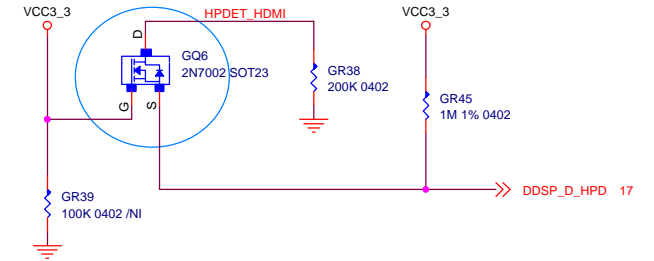 VCC3_3
HPDET_HDMI
VCC3_3
D
GQ6
2N7002 SOT23
G
S
GR38
200K 0402
GR45
1M 1% 0402
DDSP_D_HPD 17
GR39
100K 0402 /NI